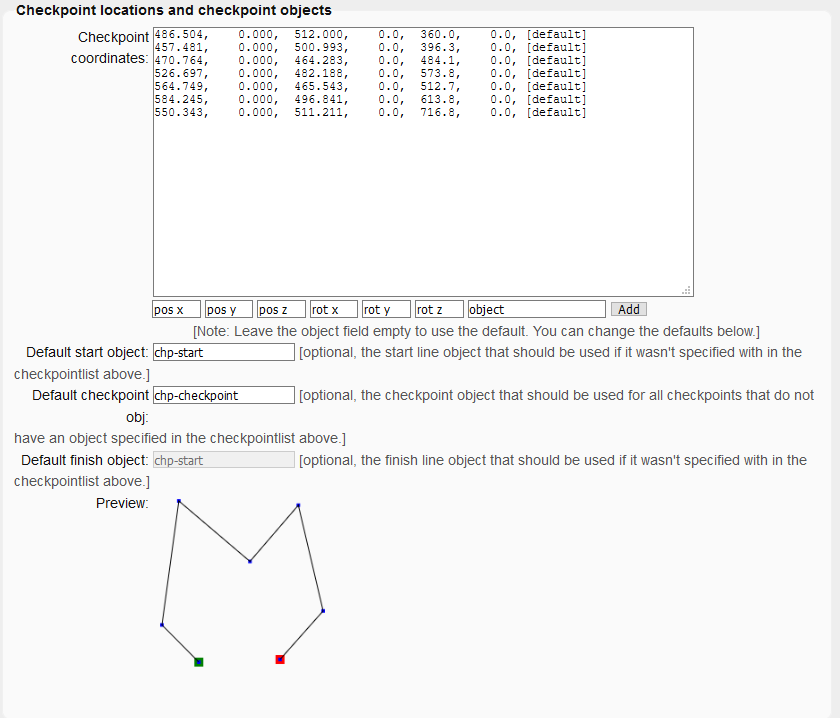 Checkpoint locations and checkpoint objects
Checkpoint coordinates:
486.504, 0.000, 512.000, 0.0, 360.0, 0.0, [default]
457.481, 0.000, 500.993, 0.0, 396.3, 0.0, [default]
470.764, 0.000, 464.283, 0.0, 484.1, 0.0, [default]
526.697, 0.000, 482.188, 0.0, 573.8, 0.0, [default]
564.749, 0.000, 465.543, 0.0, 512.7, 0.0, [default]
584.245, 0.000, 496.841, 0.0, 613.8, 0.0, [default]
550.343, 0.000, 511.211, 0.0, 716.8, 0.0, [default]
pos x pos y pos z rot x rot y rot z object Add
[Note: Leave the object field empty to use the default. You can change the defaults below.]
Default start object: chp-start [optional, the start line object that should be used if it wasn't specified with in the
checkpointlist above.]
Default checkpoint obj: chp-checkpoint [optional, the checkpoint object that should be used for all checkpoints that do not
have an object specified in the checkpointlist above.]
Default finish object: chp-start [optional, the finish line object that should be used if it wasn't specified with in the
checkpointlist above.]
Preview: